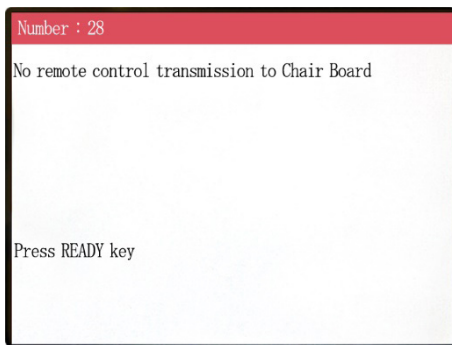 Number : 28
No remote control transmission to Chair Board
Press READY key